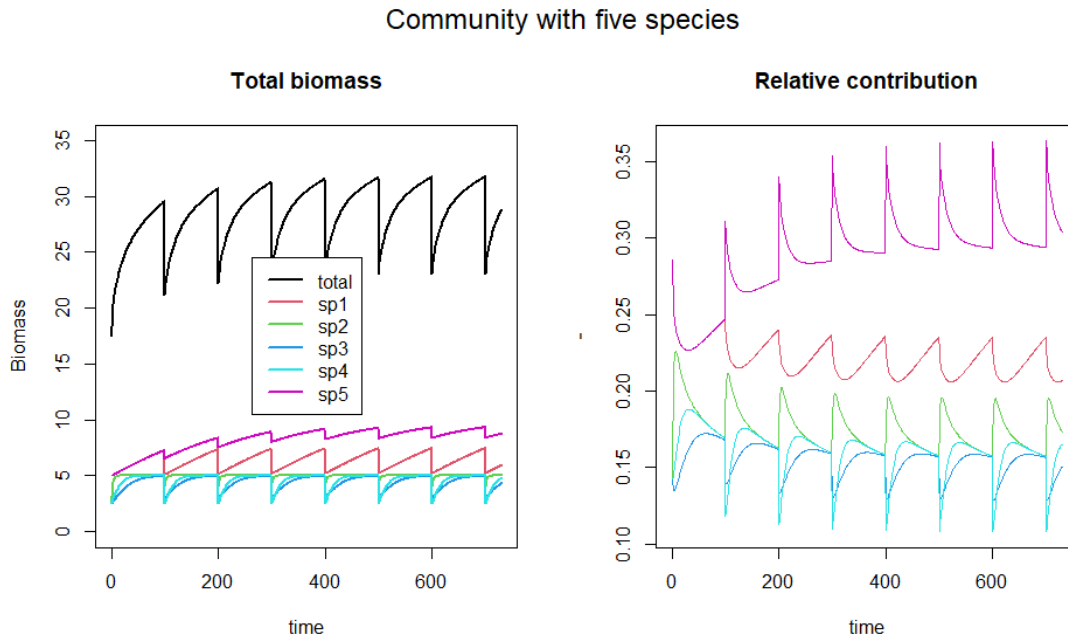 Community with five species
Total biomass
Relative contribution
Biomass
35
30
25
20
15
10
5
0
total
sp1
sp2
sp3
sp4
sp5
0
200
400
600
time
-
0.35
0.30
0.25
0.20
0.15
0.10
0
200
400
600
time